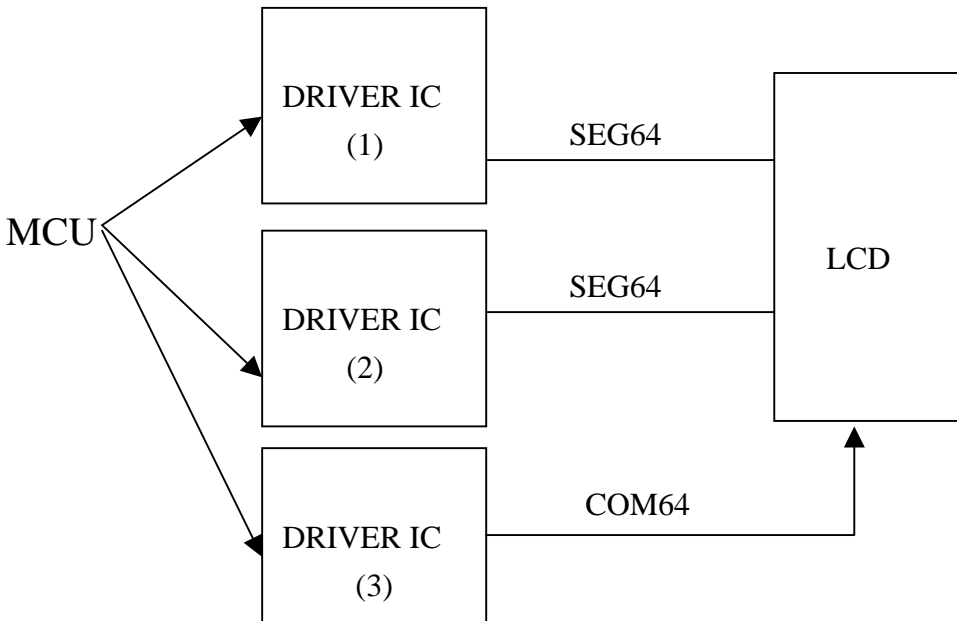 DRIVER IC
(1)
SEG64
MCU
LCD
DRIVER IC
(2)
SEG64
DRIVER IC
(3)
COM64